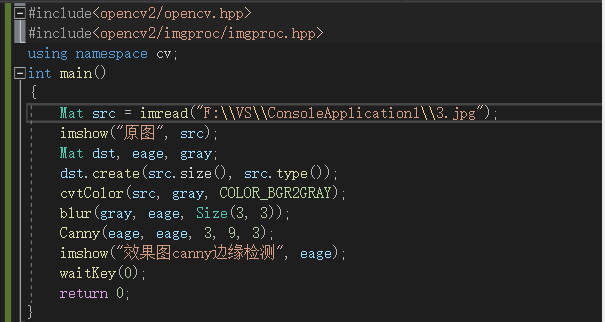 #include<opencv2/opencv.hpp>
#include<opencv2/imgproc/imgproc.hpp>
using namespace cv;
int main()
{
Mat src = imread("F:\\VS\\ConsoleApplication1\\3.jpg");
imshow("原图", src);
Mat dst, eage, gray;
dst.create(src.size(), src.type());
cvtColor(src, gray, COLOR_BGR2GRAY);
blur(gray, eage, Size(3, 3));
Canny(eage, eage, 3, 9, 3);
imshow("效果图canny边缘检测", eage);
waitKey(0);
return 0;
}